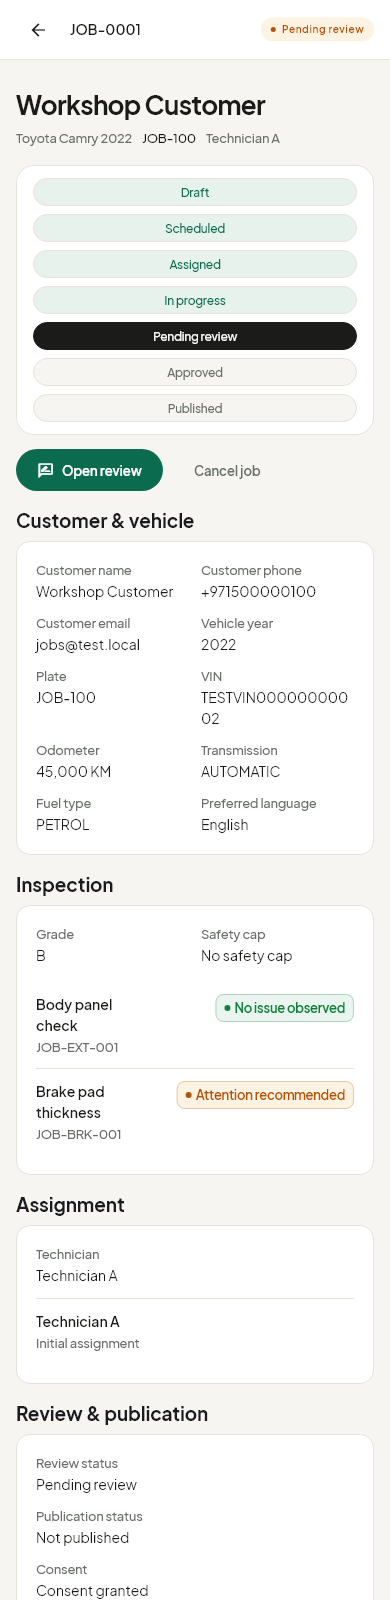 JOB-0001
Pending review
Workshop Customer
Toyota Camry 2022 JOB-100 Technician A
Draft
Scheduled
Assigned
In progress
Pending review
Approved
Published
Open review
Cancel job
Customer & vehicle
Customer name
Customer phone
Workshop Customer
+971500000100
Customer email
Vehicle year
jobs@test.local
2022
Plate
VIN
JOB-100
TESTVIN000000000
02
Odometer
Transmission
45,000 KM
AUTOMATIC
Fuel type
Preferred language
PETROL
English
Inspection
Grade
Safety cap
B
No safety cap
Body panel
check
No issue observed
JOB-EXT-001
Brake pad
thickness
Attention recommended
JOB-BRK-001
Assignment
Technician
Technician A
Technician A
Initial assignment
Review & publication
Review status
Pending review
Publication status
Not published
Consent
Consent granted